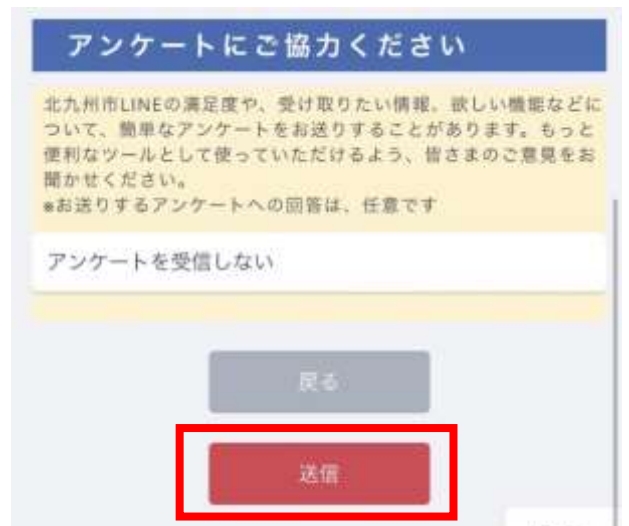 アンケートにご協力ください
北九州市LINEの満足度や、受け取りたい情報。欲しい機能などに
ついて、簡単なアンケートをお送りすることがあります。もっと
便利なツールとして使っていただけるよう、皆さまのご意見をお
聞かせください。
※お送りするアンケートへの回答は、任意です
アンケートを受信しない
戻る
送信